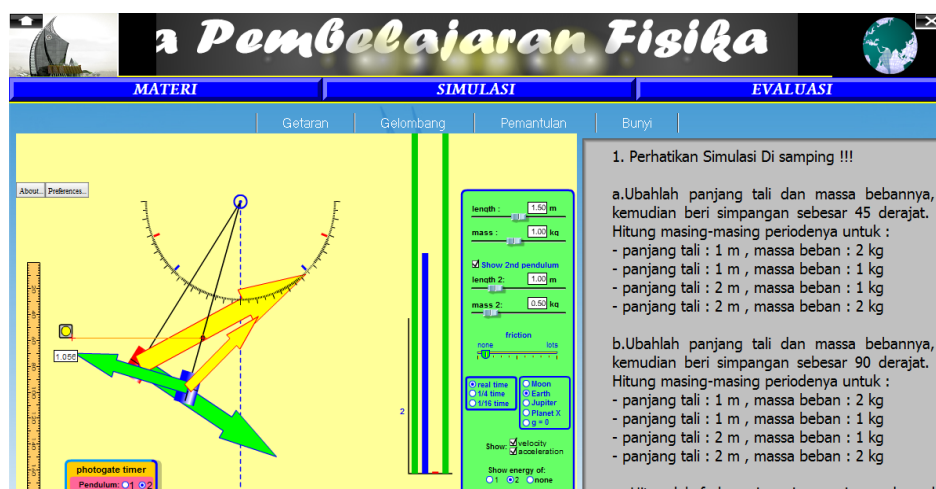 a Pembelajaran Fisika
MATERI
SIMULASI
EVALUASI
Getaran
Gelombang
Pemantulan
Bunyi
About...
Preferences...
length : 1.50 m
mass : 1.00 kg
Show 2nd pendulum
length 2: 1.00 m
mass 2: 0.50 kg
friction
none lots
real time
1/4 time
1/16 time
Moon
Earth
Jupiter
Planet X
g = 0
Show: velocity
acceleration
Show energy of:
1 2 none
2
photogate timer
Pendulum: 1 2
1. Perhatikan Simulasi Di samping !!!
a.Ubahlah panjang tali dan massa bebannya,
kemudian beri simpangan sebesar 45 derajat.
Hitung masing-masing periodenya untuk :
- panjang tali : 1 m , massa beban : 2 kg
- panjang tali : 1 m , massa beban : 1 kg
- panjang tali : 2 m , massa beban : 1 kg
- panjang tali : 2 m , massa beban : 2 kg
b.Ubahlah panjang tali dan massa bebannya,
kemudian beri simpangan sebesar 90 derajat.
Hitung masing-masing periodenya untuk :
- panjang tali : 1 m , massa beban : 2 kg
- panjang tali : 1 m , massa beban : 1 kg
- panjang tali : 2 m , massa beban : 1 kg
- panjang tali : 2 m , massa beban : 2 kg